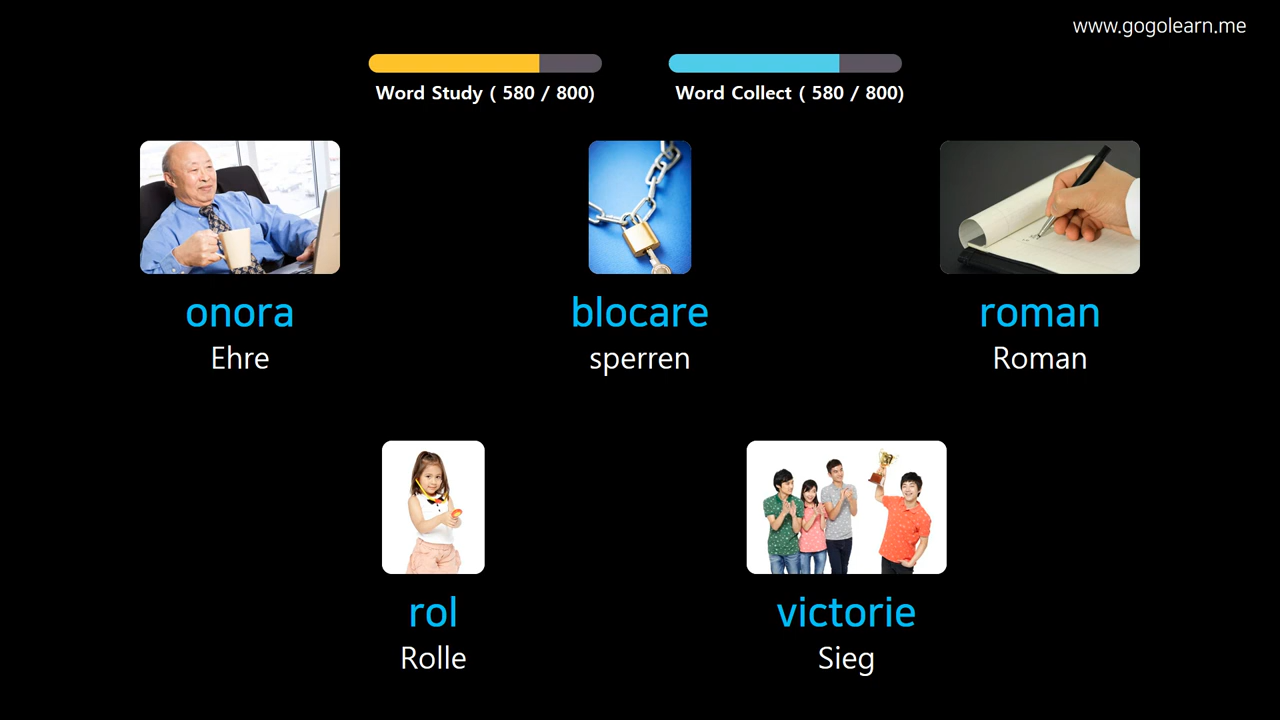 www.gogolearn.me
Word Study ( 580 / 800)
Word Collect ( 580 / 800)
onora
Ehre
blocare
sperren
roman
Roman
rol
Rolle
victorie
Sieg